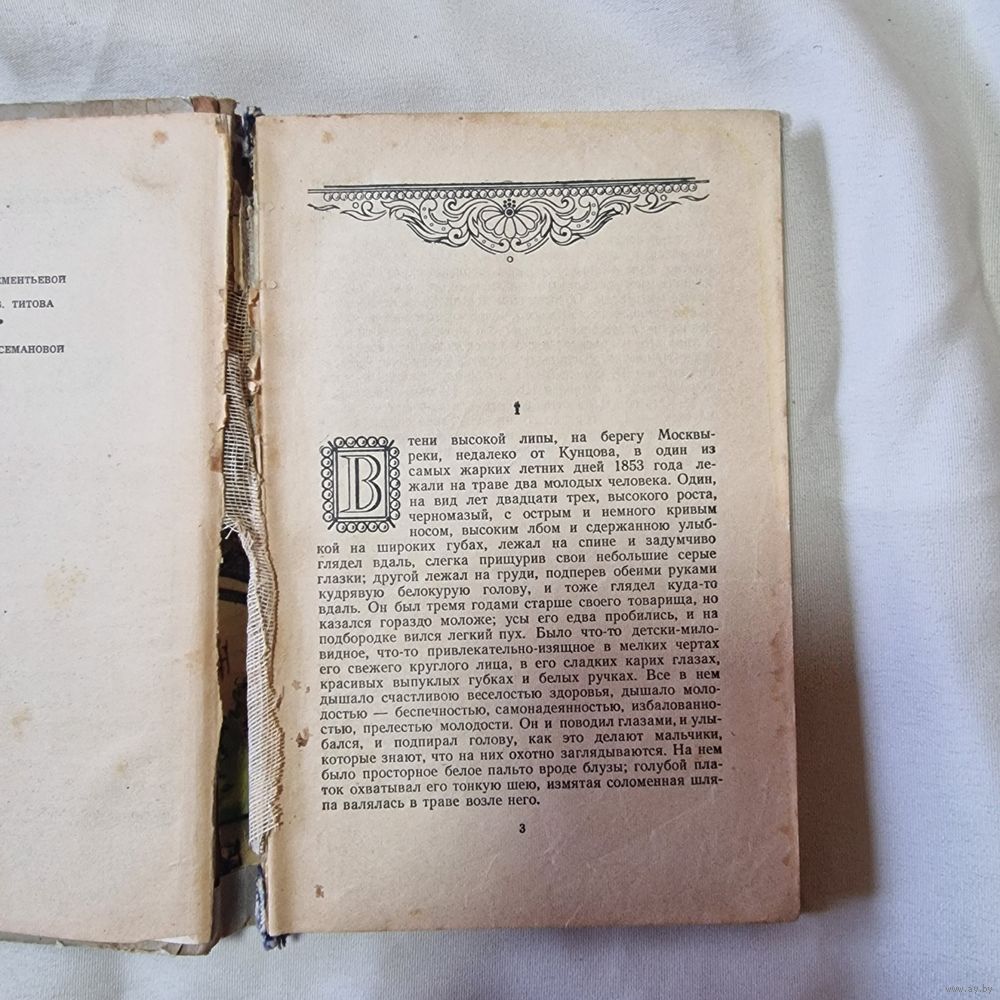 ЕМЕНТЬЕВОЙ
В. ТИТОВА
СЕМАНОВОЙ
I
В тени высокой липы, на берегу Москвы-
реки, недалеко от Кунцова, в один из
самых жарких летних дней 1853 года ле-
жали на траве два молодых человека. Один,
на вид лет двадцати трех, высокого роста,
черномазый, с острым и немного кривым
носом, высоким лбом и сдержанною улыб-
кой на широких губах, лежал на спине и задумчиво
глядел вдаль, слегка прищурив свои небольшие серые
глазки; другой лежал на груди, подперев обеими руками
кудрявую белокурую голову, и тоже глядел куда-то
вдаль. Он был тремя годами старше своего товарища, но
казался гораздо моложе; усы его едва пробились, и на
подбородке вился легкий пух. Было что-то детски-мило-
видное, что-то привлекательно-изящное в мелких чертах
его свежего круглого лица, в его сладких карих глазах,
красивых выпуклых губках и белых ручках. Все в нем
дышало счастливою веселостью здоровья, дышало моло-
достью — беспечностью, самонадеянностью, избалованно-
стью, прелестью молодости. Он и поводил глазами, и улы-
бался, и подпирал голову, как это делают мальчики,
которые знают, что на них охотно заглядываются. На нем
было просторное белое пальто вроде блузы; голубой пла-
ток охватывал его тонкую шею, измятая соломенная шля-
па валялась в траве возле него.
3
www.ay.by